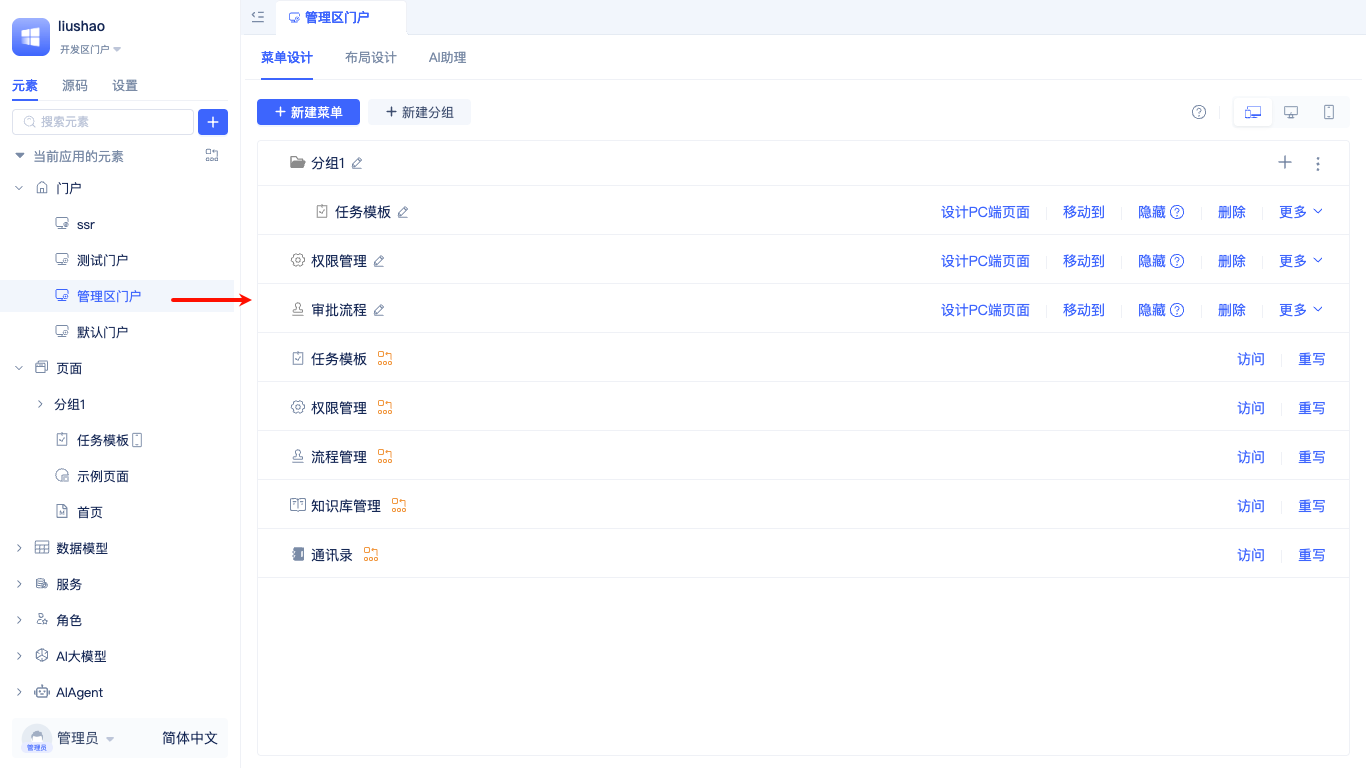 liushao
开发区门户
元素 源码 设置
搜索元素
当前应用的元素
门户
ssr
测试门户
管理区门户
默认门户
页面
分组1
任务模板
示例页面
首页
数据模型
服务
角色
AI大模型
AIAgent
管理员
管理员 简体中文
管理区门户
菜单设计 布局设计 AI助理
新建菜单 新建分组
分组1
任务模板 设计PC端页面 移动到 隐藏 删除 更多
权限管理 设计PC端页面 移动到 隐藏 删除 更多
审批流程 设计PC端页面 移动到 隐藏 删除 更多
任务模板 访问 重写
权限管理 访问 重写
流程管理 访问 重写
知识库管理 访问 重写
通讯录 访问 重写